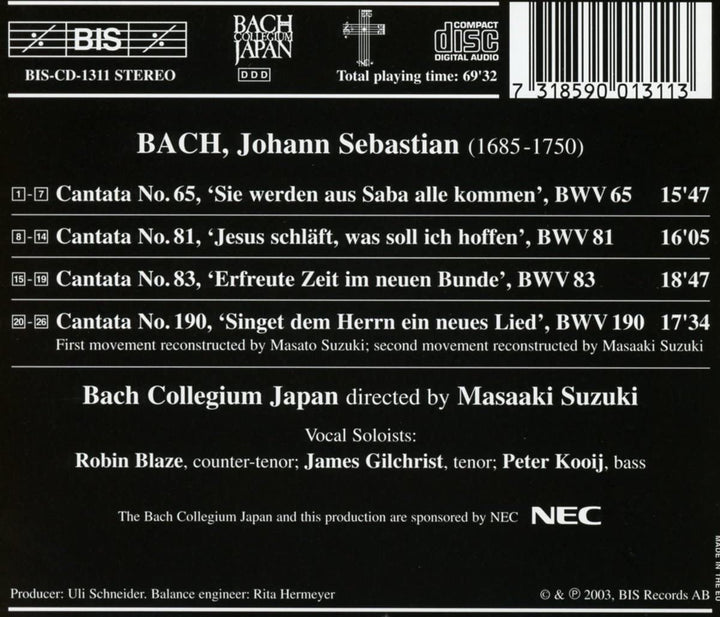 BIS
BIS-CD-1311 STEREO
BACH
COLLEGIUM
JAPAN
D D D
COMPACT
disc
DIGITAL AUDIO
Total playing time: 69'32
7 318590 013113
BACH, Johann Sebastian (1685-1750)
1-7 Cantata No. 65, ‘Sie werden aus Saba alle kommen’, BWV 65 15'47
8-14 Cantata No. 81, ‘Jesus schläft, was soll ich hoffen’, BWV 81 16'05
15-19 Cantata No. 83, ‘Erfreute Zeit im neuen Bunde’, BWV 83 18'47
20-26 Cantata No. 190, ‘Singet dem Herrn ein neues Lied’, BWV 190 17'34
First movement reconstructed by Masato Suzuki; second movement reconstructed by Masaaki Suzuki
Bach Collegium Japan directed by Masaaki Suzuki
Vocal Soloists:
Robin Blaze, counter-tenor; James Gilchrist, tenor; Peter Kooij, bass
The Bach Collegium Japan and this production are sponsored by NEC NEC
MADE IN THE EU
Producer: Uli Schneider. Balance engineer: Rita Hermeyer
© & ℗ 2003, BIS Records AB